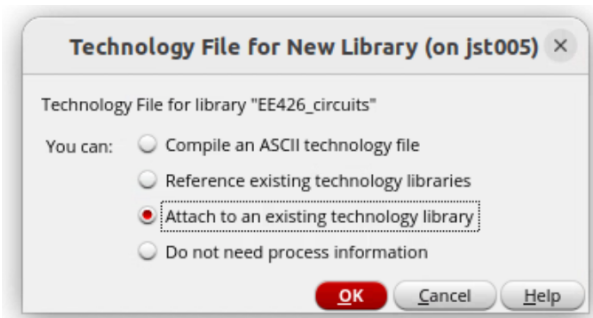 Technology File for New Library (on jst005) ×
Technology File for library "EE426_circuits"
You can: Compile an ASCII technology file
Reference existing technology libraries
Attach to an existing technology library
Do not need process information
OK Cancel Help